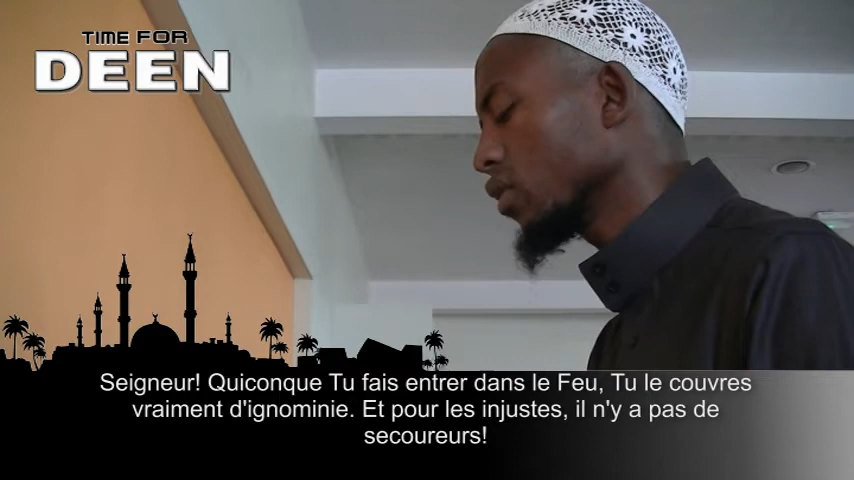 TIME FOR
DEEN
Seigneur! Quiconque Tu fais entrer dans le Feu, Tu le couvres
vraiment d'ignominie. Et pour les injustes, il n'y a pas de
secoureurs!